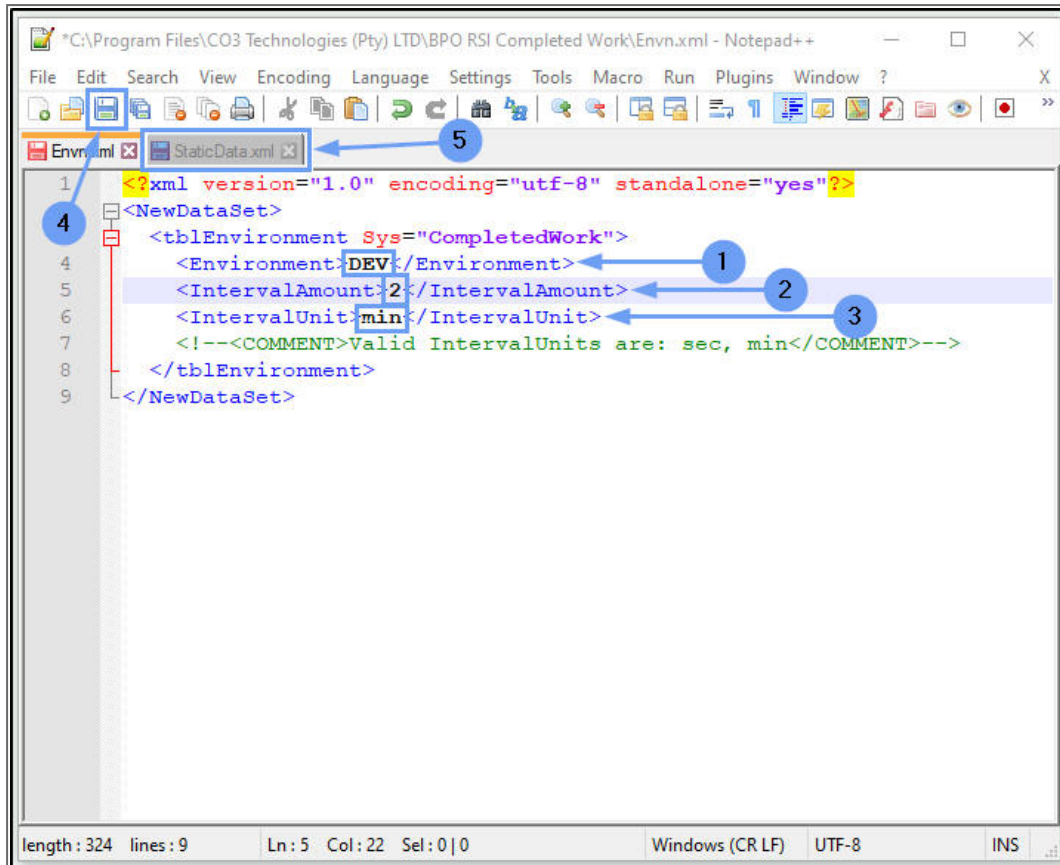 *C:\Program Files\CO3 Technologies (Pty) LTD\BPO RSI Completed Work\Envn.xml - Notepad++
File Edit Search View Encoding Language Settings Tools Macro Run Plugins Window ? X
Envn.xml StaticData.xml 5
1 <?xml version="1.0" encoding="utf-8" standalone="yes"?>
4 <NewDataSet>
<tblEnvironment Sys="CompletedWork">
4 <Environment>DEV</Environment> 1
5 <IntervalAmount>2</IntervalAmount> 2
6 <IntervalUnit>min</IntervalUnit> 3
7 <!--<COMMENT>Valid IntervalUnits are: sec, min</COMMENT>-->
8 </tblEnvironment>
9 </NewDataSet>
length : 324 lines : 9 Ln : 5 Col : 22 Sel : 0 | 0 Windows (CR LF) UTF-8 INS